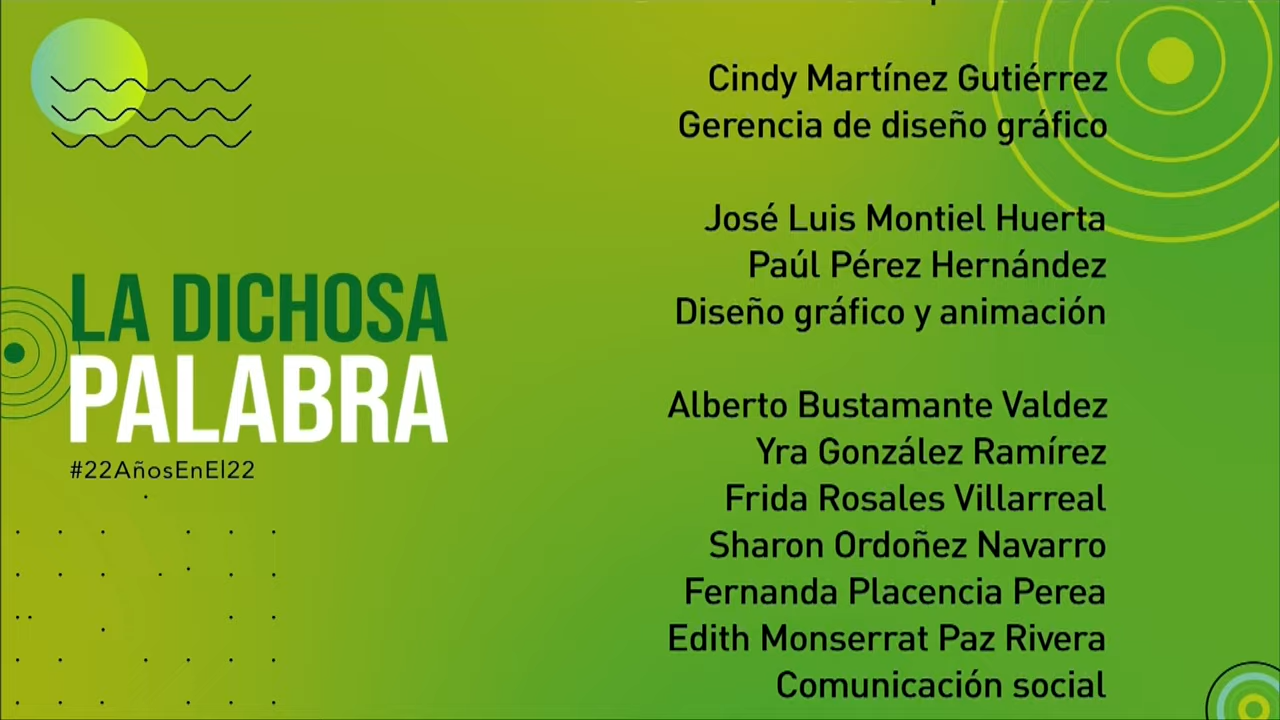 LA DICHOSA
PALABRA
#22AñosEnEl22
Cindy Martínez Gutiérrez
Gerencia de diseño gráfico
José Luis Montiel Huerta
Paúl Pérez Hernández
Diseño gráfico y animación
Alberto Bustamante Valdez
Yra González Ramírez
Frida Rosales Villarreal
Sharon Ordoñez Navarro
Fernanda Placencia Perea
Edith Monserrat Paz Rivera
Comunicación social